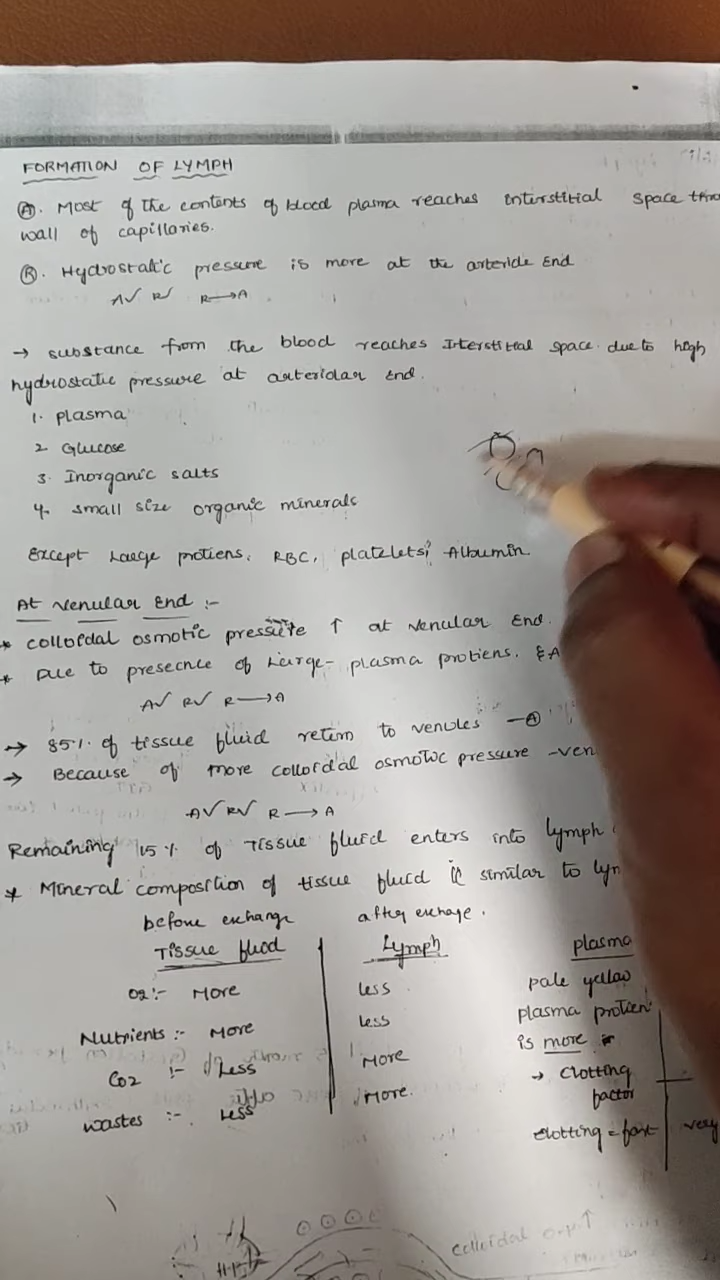 FORMATION OF LYMPH
Ⓐ. Most of the contents of blood plasma reaches interstitial space thro
wall of capillaries.
Ⓑ. Hydrostatic pressure is more at the arteriole End
A✓ R✓ R⟶A
→ substance from the blood reaches Interstitial space due to high
hydrostatic pressure at arteriolar End.
1. plasma
2. Glucose
3. Inorganic salts
4. small size organic minerals
Except Large protiens, RBC, platelets, Albumin.
At venular End :-
* colloidal osmotic pressure ↑ at venular End.
* Due to presecnce of Large- plasma protiens. &A
A✓ R✓ R⟶A
→ 85% of tissue fluid return to venules —Ⓐ
→ Because of more colloidal osmotic pressure -ven
A✓ R✓ R⟶A
Remaining 15% of Tissue fluid enters into lymph
* Mineral composition of tissue fluid is similar to lym
before exchange after exchage.
Tissue fluid Lymph plasma
O2:- More less pale yellow
Nutrients :- More less plasma protien
is more
CO2 :- Less More → clotting
factor
wastes :- Less More. clotting = fast very
colloidal ↑